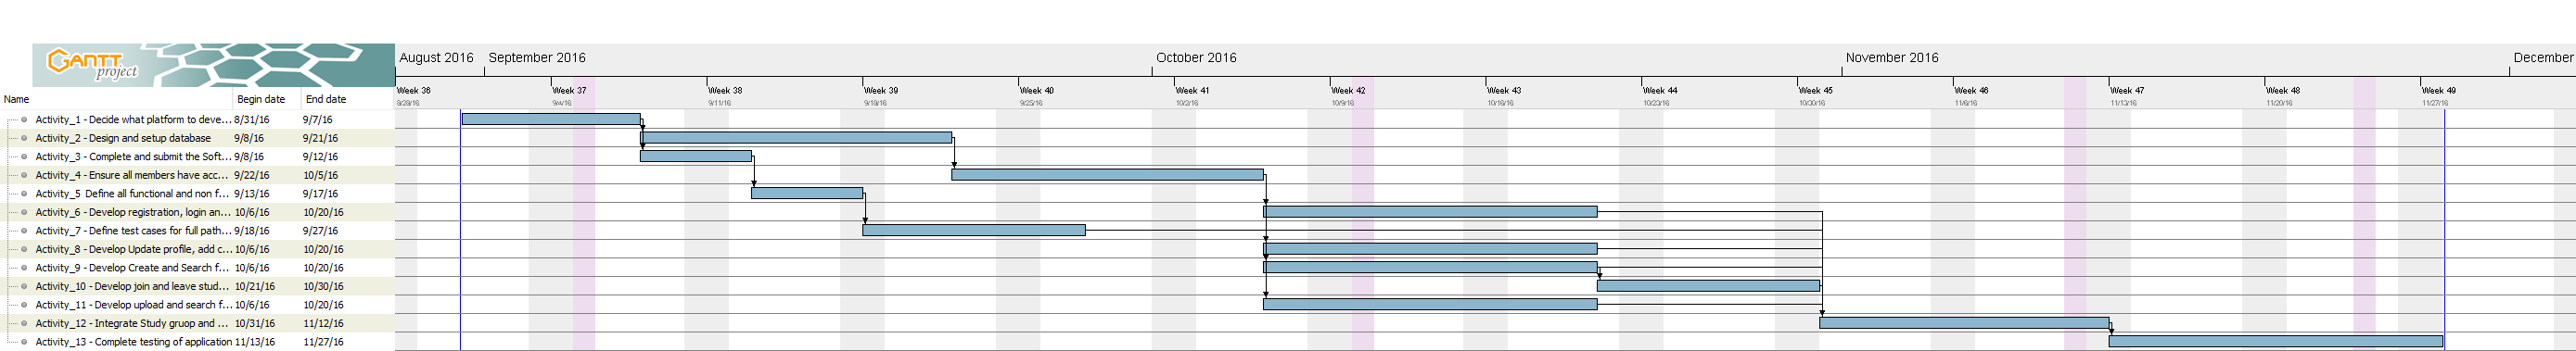 GANTT
project
August 2016 September 2016 October 2016 November 2016 December
Week 36 Week 37 Week 38 Week 39 Week 40 Week 41 Week 42 Week 43 Week 44 Week 45 Week 46 Week 47 Week 48 Week 49
Name Begin date End date
8/28/16 9/4/16 9/11/16 9/18/16 9/25/16 10/2/16 10/9/16 10/16/16 10/23/16 10/30/16 11/6/16 11/13/16 11/20/16 11/27/16
Activity_1 - Decide what platform to deve... 8/31/16 9/7/16
Activity_2 - Design and setup database 9/8/16 9/21/16
Activity_3 - Complete and submit the Soft... 9/8/16 9/12/16
Activity_4 - Ensure all members have acc... 9/22/16 10/5/16
Activity_5 Define all functional and non f... 9/13/16 9/17/16
Activity_6 - Develop registration, login an... 10/6/16 10/20/16
Activity_7 - Define test cases for full path... 9/18/16 9/27/16
Activity_8 - Develop Update profile, add c... 10/6/16 10/20/16
Activity_9 - Develop Create and Search f... 10/6/16 10/20/16
Activity_10 - Develop join and leave stud... 10/21/16 10/30/16
Activity_11 - Develop upload and search f... 10/6/16 10/20/16
Activity_12 - Integrate Study gruop and ... 10/31/16 11/12/16
Activity_13 - Complete testing of application 11/13/16 11/27/16